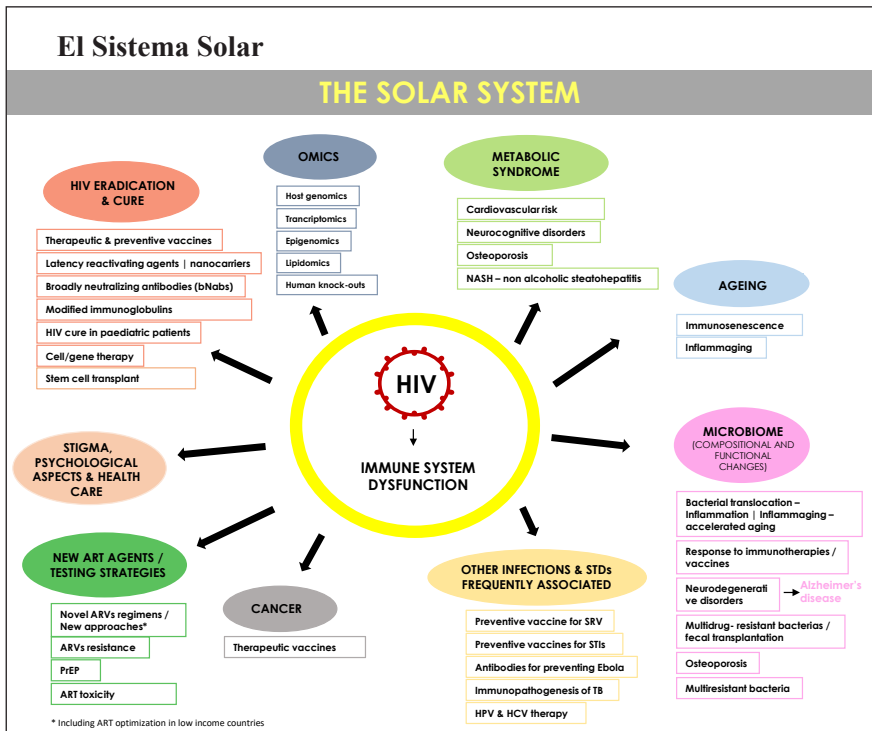 El Sistema Solar
THE SOLAR SYSTEM
HIV ERADICATION
& CURE
Therapeutic & preventive vaccines
Latency reactivating agents | nanocarriers
Broadly neutralizing antibodies (bNabs)
Modified immunoglobulins
HIV cure in paediatric patients
Cell/gene therapy
Stem cell transplant
OMICS
Host genomics
Trancriptomics
Epigenomics
Lipidomics
Human knock-outs
METABOLIC
SYNDROME
Cardiovascular risk
Neurocognitive disorders
Osteoporosis
NASH – non alcoholic steatohepatitis
AGEING
Immunosenescence
Inflammaging
HIV
IMMUNE SYSTEM
DYSFUNCTION
STIGMA,
PSYCHOLOGICAL
ASPECTS & HEALTH
CARE
MICROBIOME
(COMPOSITIONAL AND
FUNCTIONAL
CHANGES)
Bacterial translocation –
Inflammation | Inflammaging –
accelerated aging
Response to immunotherapies /
vaccines
Neurodegenerati
ve disorders
Alzheimer's
disease
Multidrug- resistant bacterias /
fecal transplantation
Osteoporosis
Multiresistant bacteria
NEW ART AGENTS /
TESTING STRATEGIES
Novel ARVs regimens /
New approaches*
ARVs resistance
PrEP
ART toxicity
CANCER
Therapeutic vaccines
OTHER INFECTIONS & STDs
FREQUENTLY ASSOCIATED
Preventive vaccine for SRV
Preventive vaccines for STIs
Antibodies for preventing Ebola
Immunopathogenesis of TB
HPV & HCV therapy
* Including ART optimization in low income countries